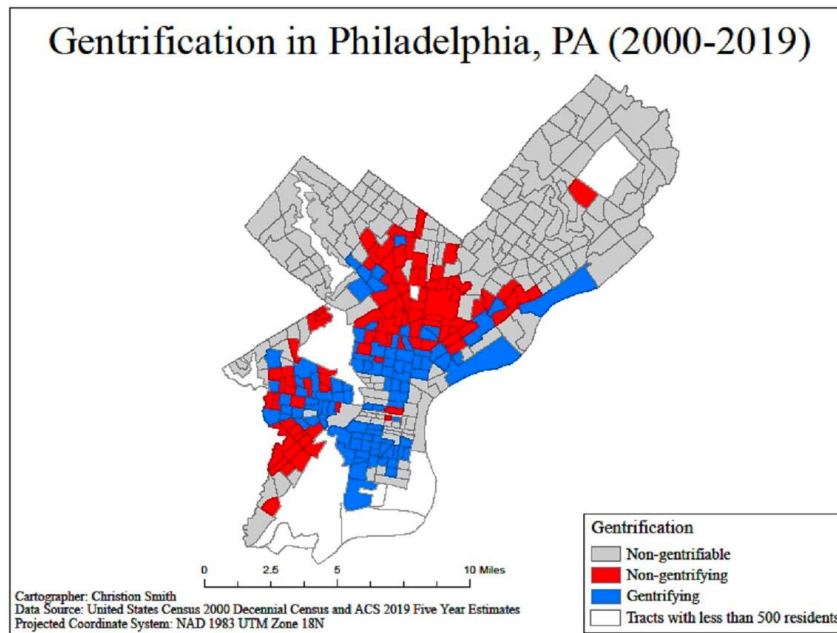 Gentrification in Philadelphia, PA (2000-2019)
0 2.5 5 10 Miles
Cartographer: Christion Smith
Data Source: United States Census 2000 Decennial Census and ACS 2019 Five Year Estimates
Projected Coordinate System: NAD 1983 UTM Zone 18N
Gentrification
Non-gentrifiable
Non-gentrifying
Gentrifying
Tracts with less than 500 residents